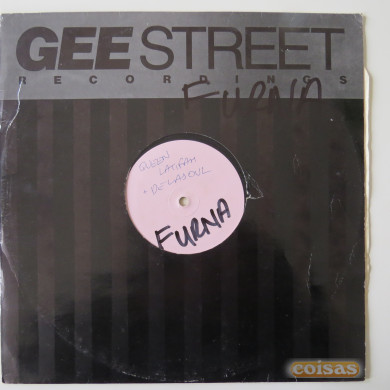 GEE STREET
RECORDINGS
FURNA
QUEEN
LATIFAH
+ DE LA SOUL
FURNA
coisas